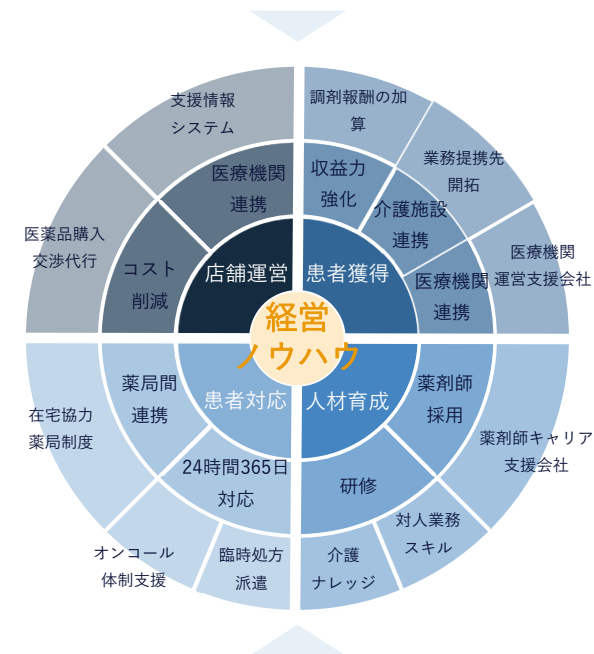 支援情報
システム
調剤報酬の加
算
医療機関
連携
収益力
強化
業務提携先
開拓
介護施設
連携
医薬品購入
交渉代行
コスト
削減
店舗運営
患者獲得
医療機関
連携
医療機関
運営支援会社
経営
ノウハウ
在宅協力
薬局制度
薬局間
連携
患者対応
人材育成
薬剤師
採用
薬剤師キャリア
支援会社
24時間365日
対応
研修
対人業務
スキル
オンコール
体制支援
臨時処方
派遣
介護
ナレッジ